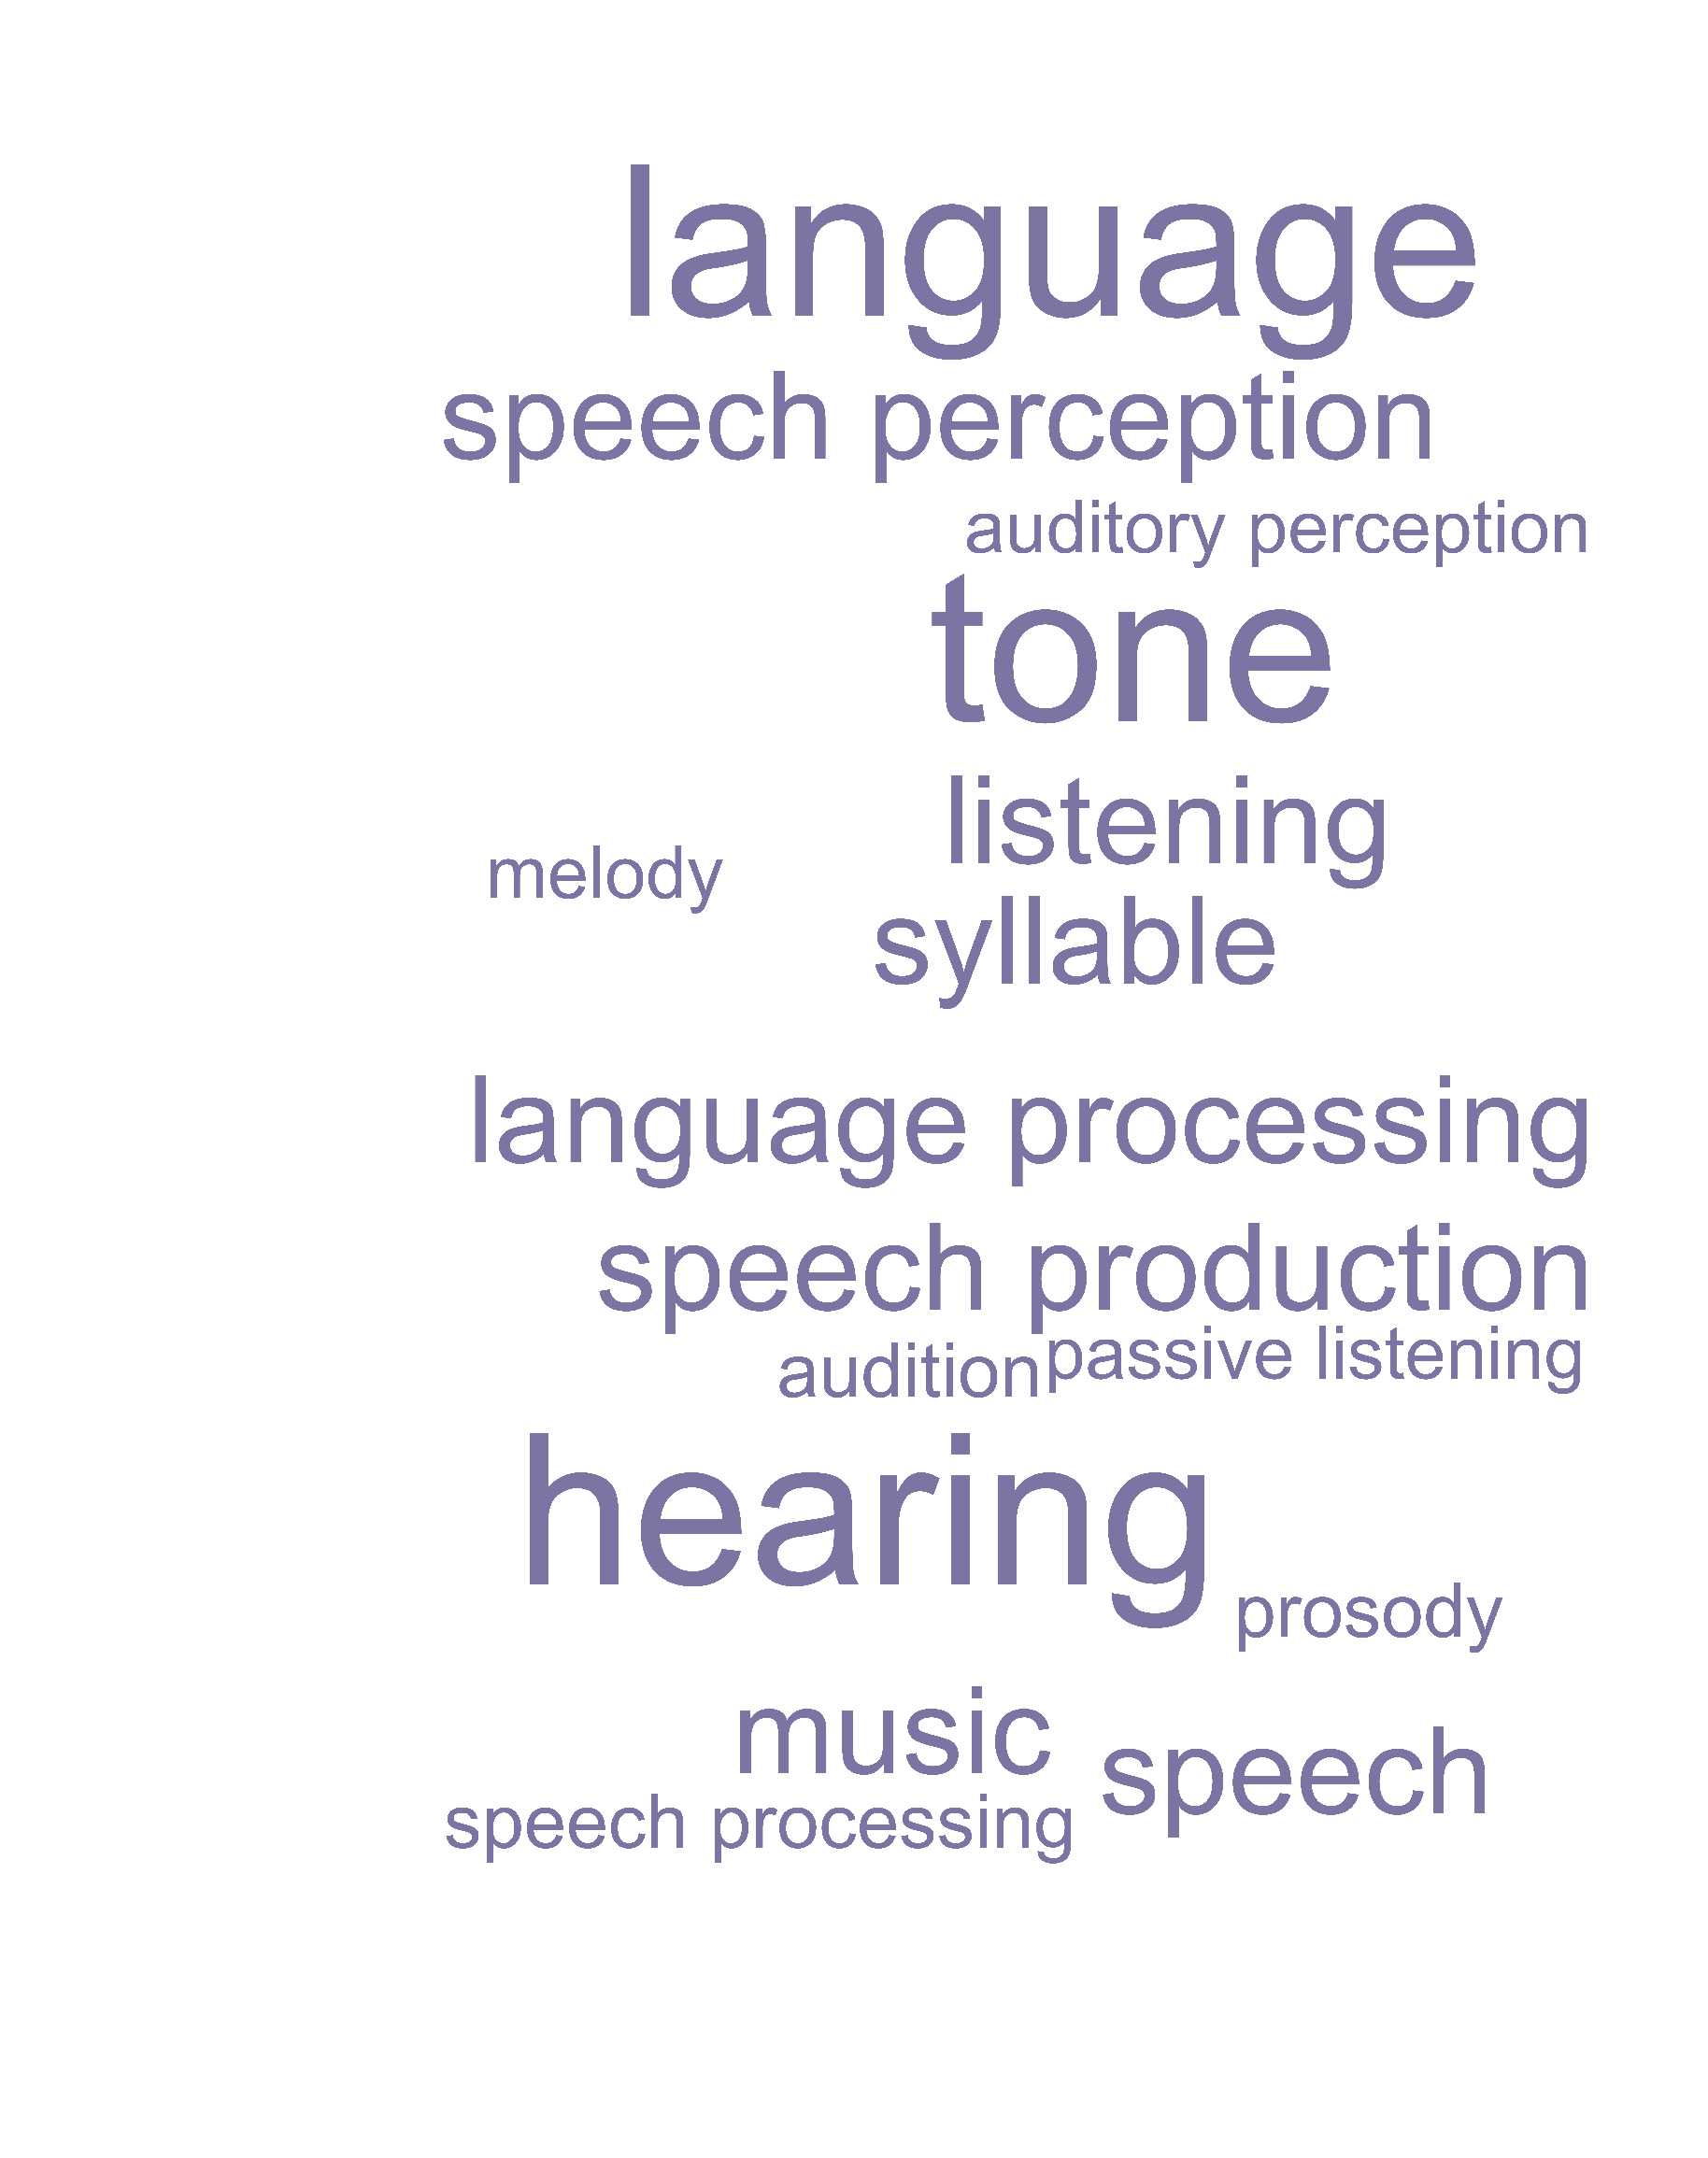 language
speech perception
auditory perception
tone
listening
melody
syllable
language processing
speech production
passive listening
audition
hearing
prosody
music
speech
speech processing